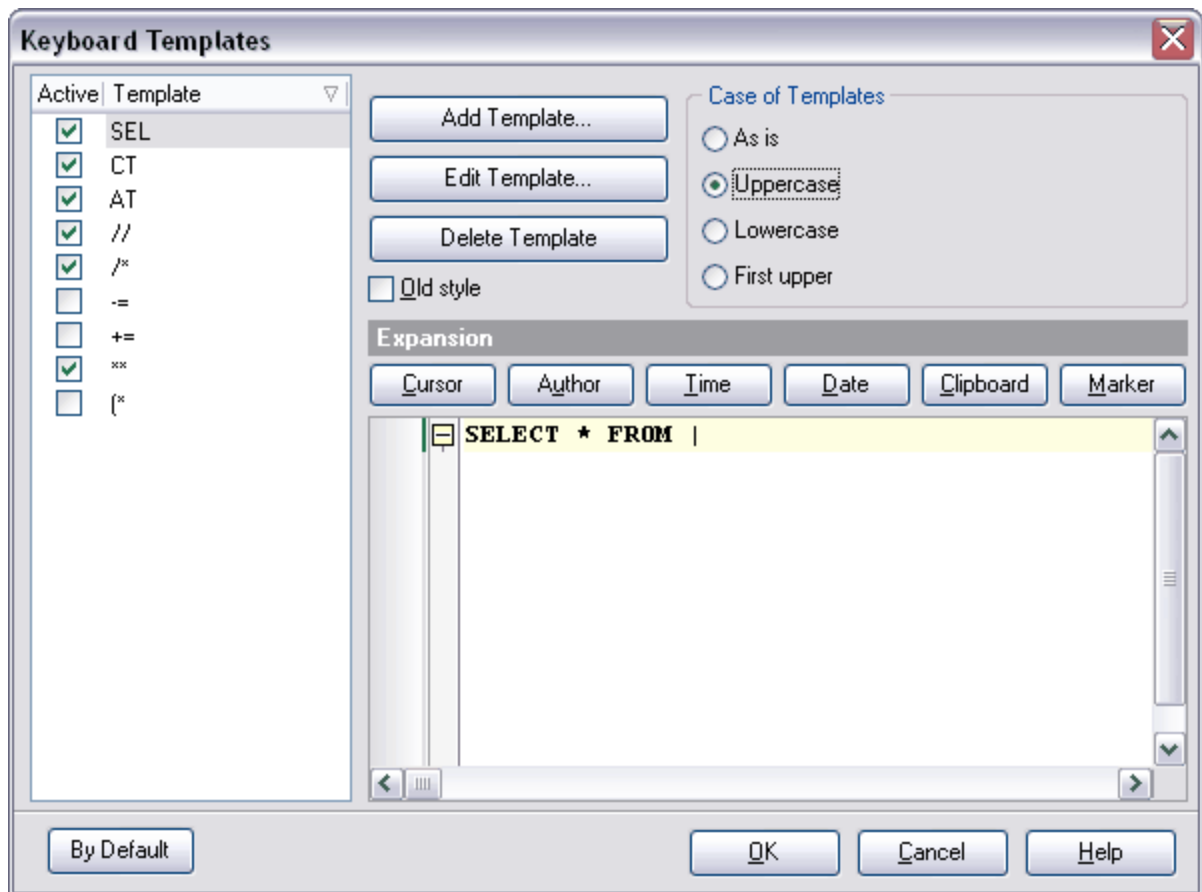 Keyboard Templates
Active Template
SEL
CT
AT
//
/*
-=
+=
**
(*
Add Template...
Edit Template...
Delete Template
Old style
Case of Templates
As is
Uppercase
Lowercase
First upper
Expansion
Cursor Author Time Date Clipboard Marker
SELECT * FROM |
By Default OK Cancel Help